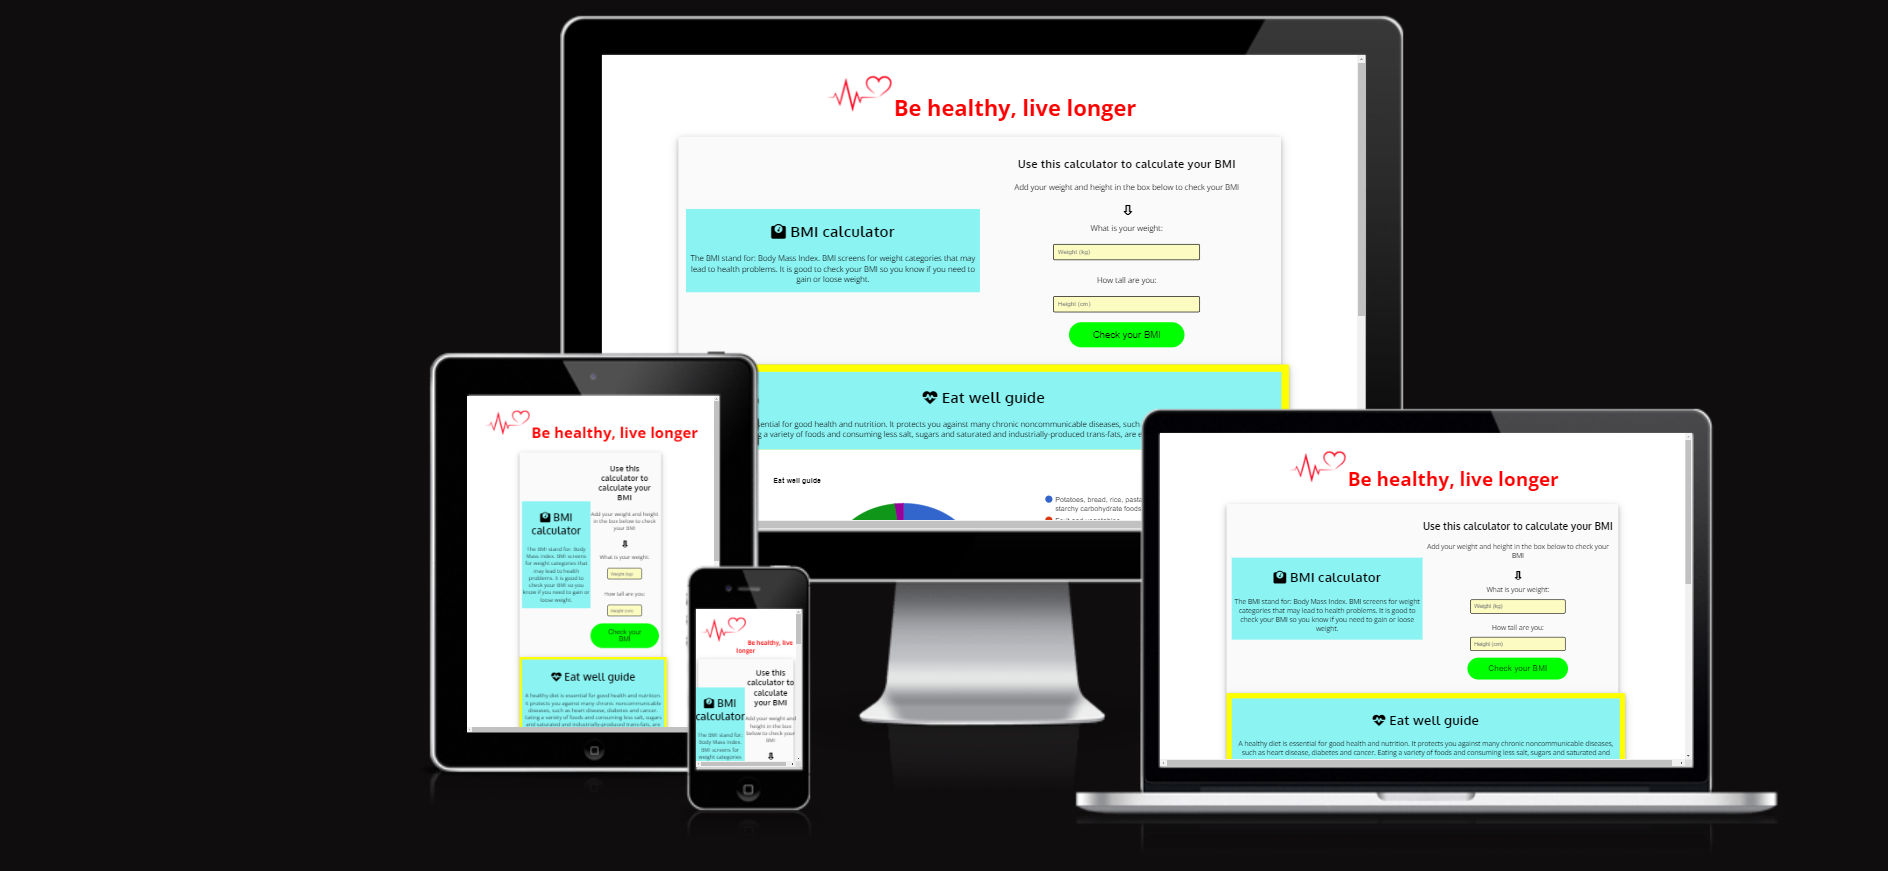 Be healthy, live longer
Use this calculator to calculate your BMI
Add your weight and height in the box below to check your BMI
What is your weight:
Weight (kg)
How tall are you:
Height (cm)
Check your BMI
BMI calculator
The BMI stand for: Body Mass Index. BMI screens for weight categories that may
lead to health problems. It is good to check your BMI so you know if you need to
gain or loose weight.
Eat well guide
ential for good health and nutrition. It protects you against many chronic noncommunicable diseases, such
g a variety of foods and consuming less salt, sugars and saturated and industrially-produced trans-fats, are e
Eat well guide
Potatoes, bread, rice, pasta
starchy carbohydrate foods
Fruit and vegetables
Be healthy, live longer
Use this
calculator to
calculate your
BMI
Add your weight and height
in the box below to check
your BMI
What is your weight:
Weight (kg)
How tall are you:
Height (cm)
Check your
BMI
BMI
calculator
The BMI stand for: Body
Mass Index. BMI screens
for weight categories that
may lead to health
problems. It is good to
check your BMI so you
know if you need to gain or
loose weight.
Eat well guide
A healthy diet is essential for good health and nutrition.
It protects you against many chronic noncommunicable
diseases, such as heart disease, diabetes and cancer.
Eating a variety of foods and consuming less salt, sugars
and saturated and industrially-produced trans-fats, are
Be healthy, live
longer
Use this
calculator to
calculate
your BMI
Add your weight and
height in the box
below to check your
BMI
BMI
calculator
The BMI stand for:
Body Mass Index.
BMI screens for
weight categories
Be healthy, live longer
Use this calculator to calculate your BMI
Add your weight and height in the box below to check your
BMI
What is your weight:
Weight (kg)
How tall are you:
Height (cm)
Check your BMI
BMI calculator
The BMI stand for: Body Mass Index. BMI screens for weight
categories that may lead to health problems. It is good to
check your BMI so you know if you need to gain or loose
weight.
Eat well guide
A healthy diet is essential for good health and nutrition. It protects you against many chronic noncommunicable diseases,
such as heart disease, diabetes and cancer. Eating a variety of foods and consuming less salt, sugars and saturated and